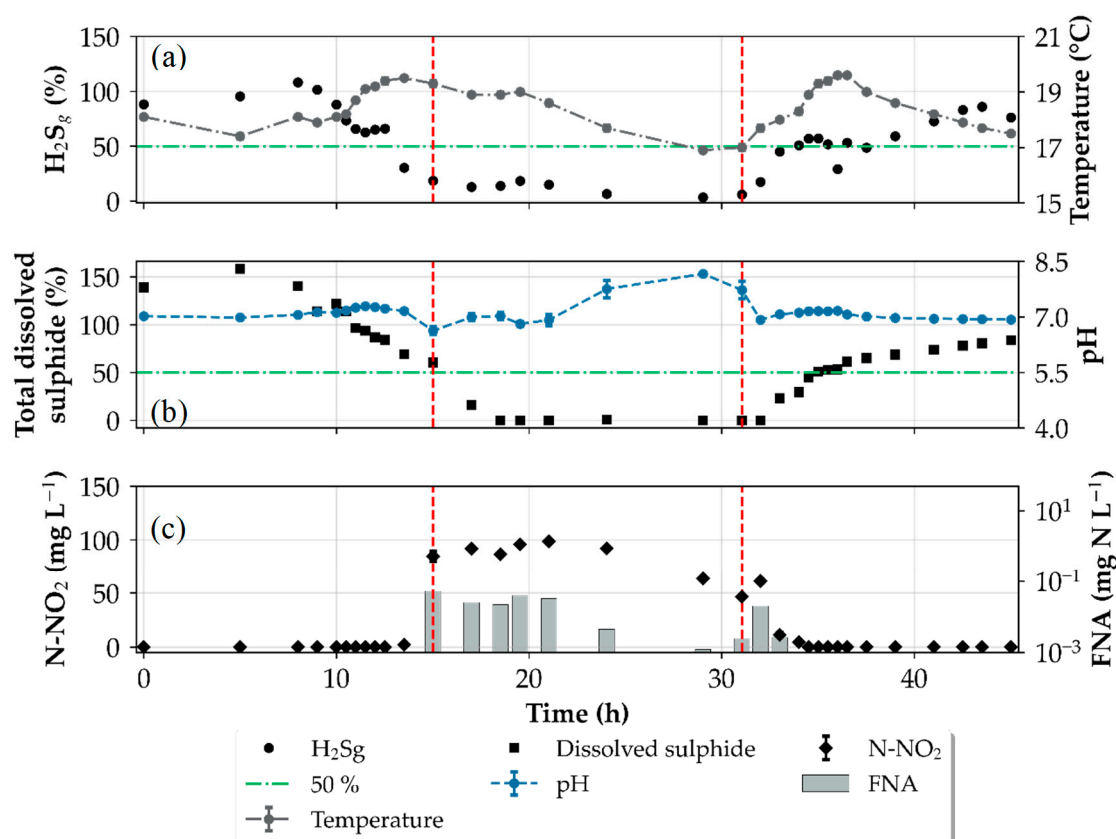 (a)
H₂Sg (%)
150
100
50
0
21
19
17
15
Temperature (°C)
(b)
Total dissolved
sulphide (%)
150
100
50
0
8.5
7.0
5.5
4.0
pH
(c)
N-NO₂ (mg L⁻¹)
150
100
50
0
10¹
10⁻¹
10⁻³
FNA (mg N L⁻¹)
0 10 20 30 40
Time (h)
H₂Sg Dissolved sulphide N-NO₂
50 % pH FNA
Temperature